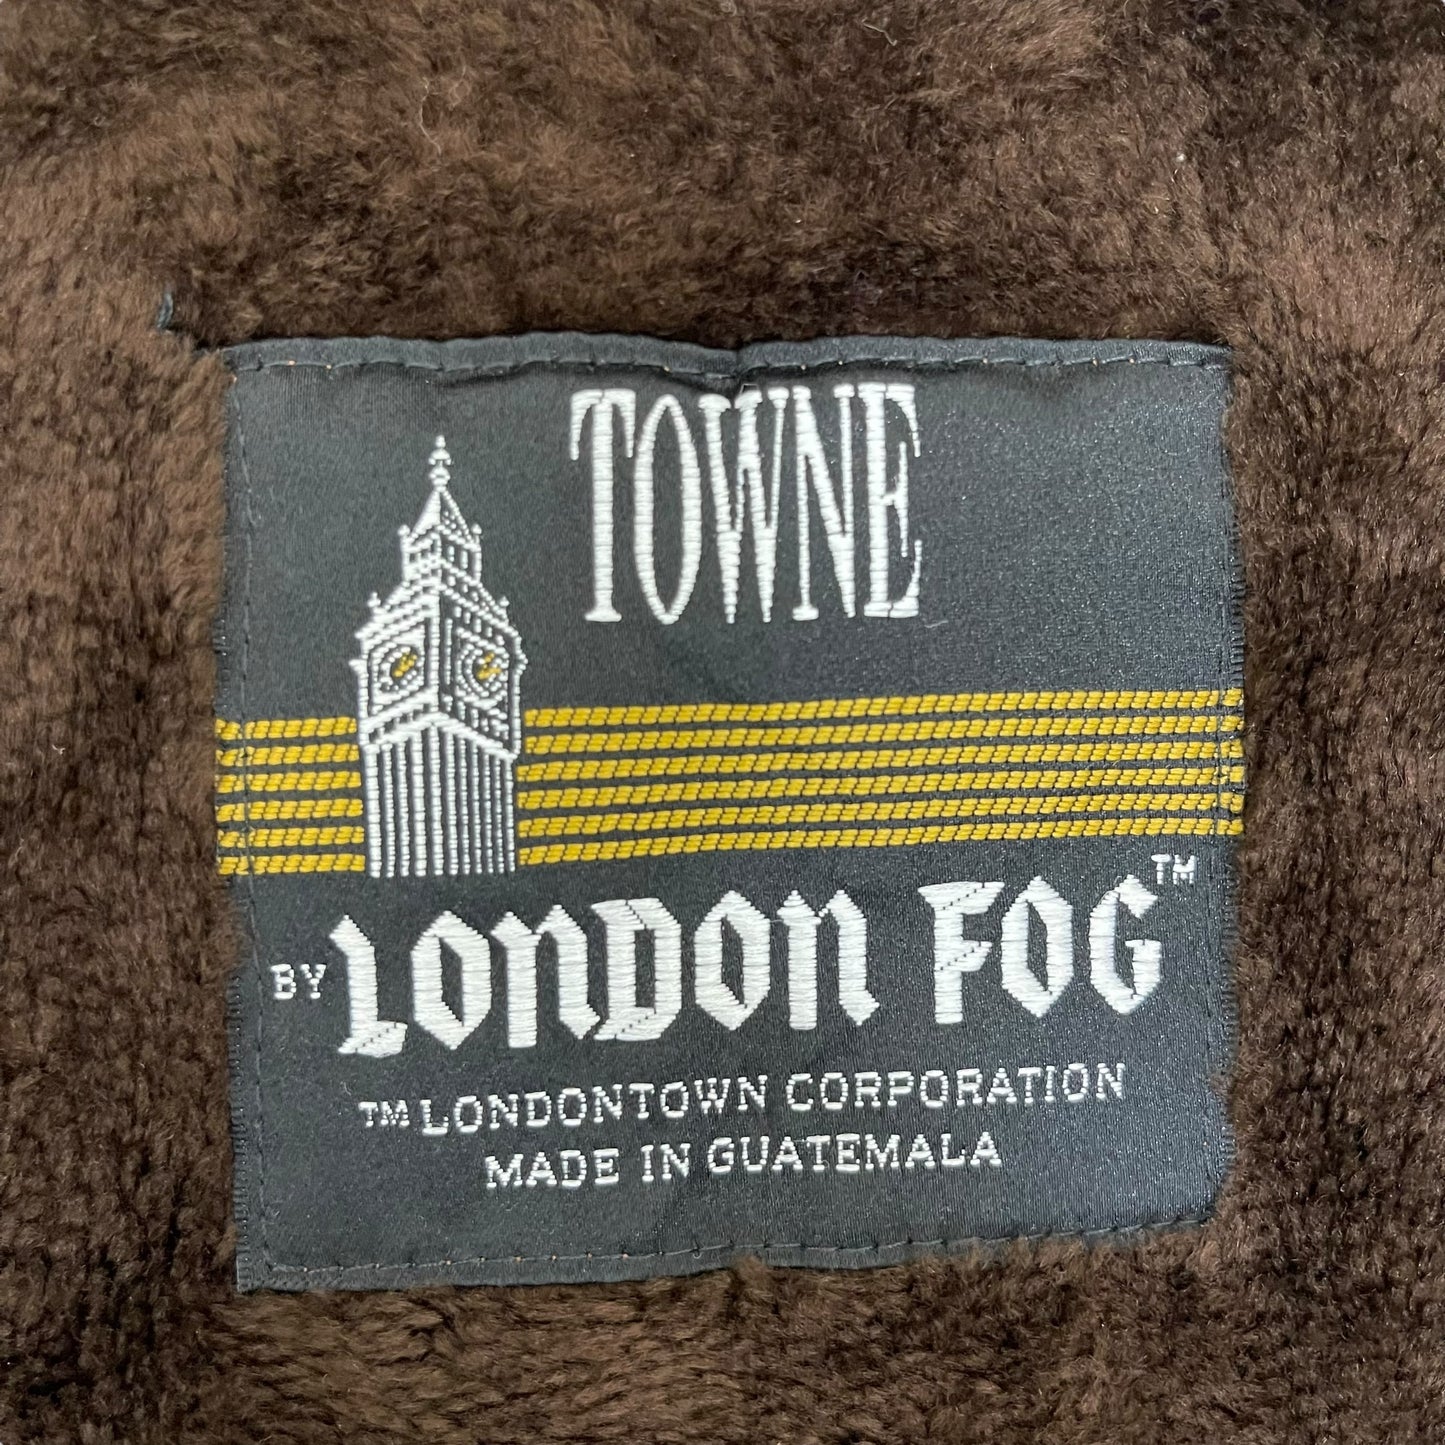 TOWNE
BY LONDON FOG™
™ LONDONTOWN CORPORATION
MADE IN GUATEMALA